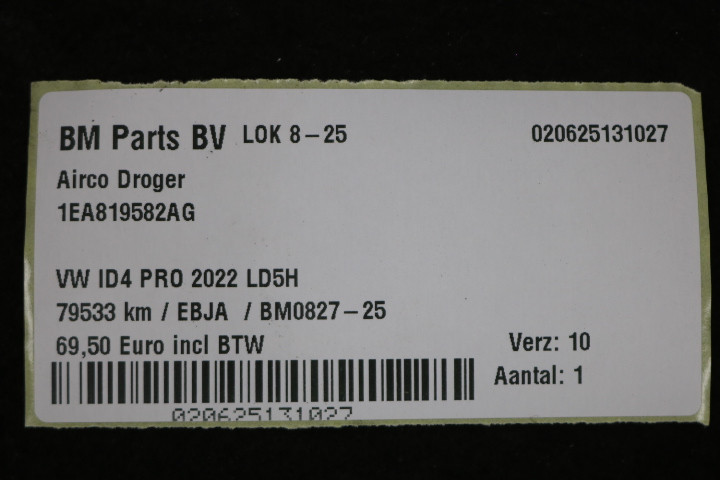 BM Parts BV LOK 8-25 020625131027
Airco Droger
1EA819582AG
VW ID4 PRO 2022 LD5H
79533 km / EBJA / BM0827-25
69,50 Euro incl BTW Verz: 10
Aantal: 1
020625131027